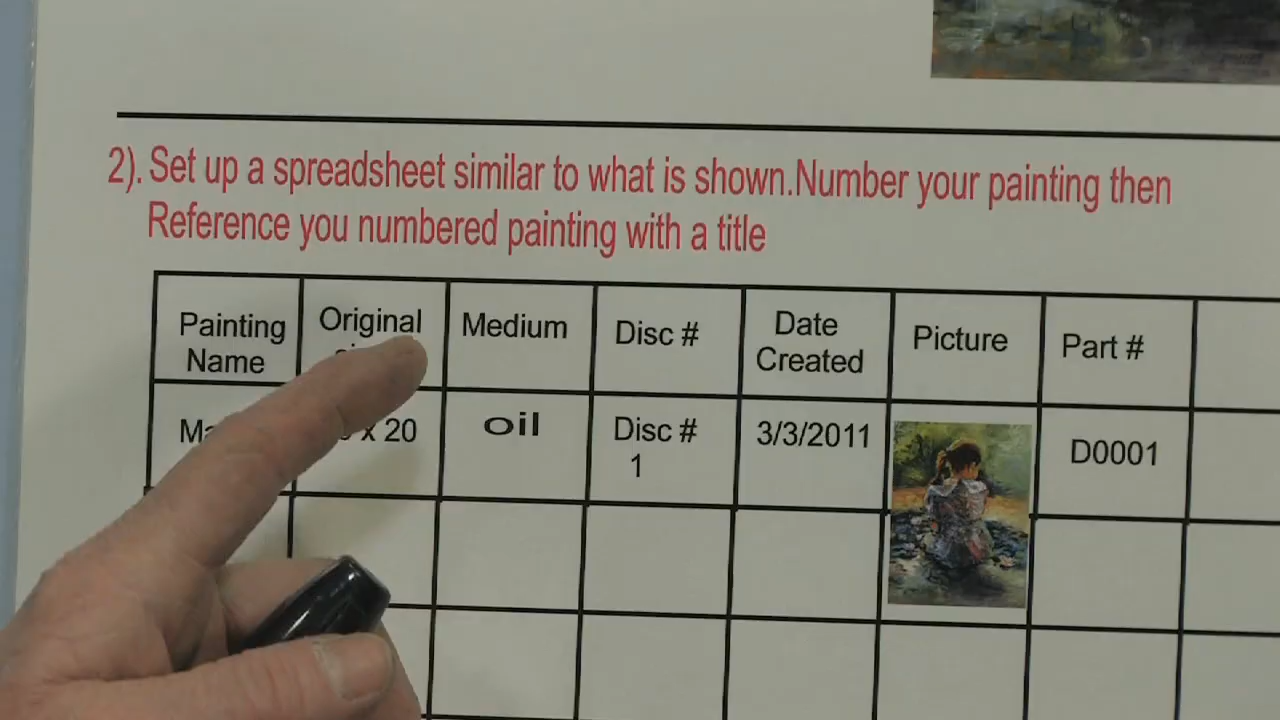 2). Set up a spreadsheet similar to what is shown.Number your painting then
Reference you numbered painting with a title
Painting
Name
Original
Medium
Disc #
Date
Created
Picture
Part #
x 20
oil
Disc #
1
3/3/2011
D0001